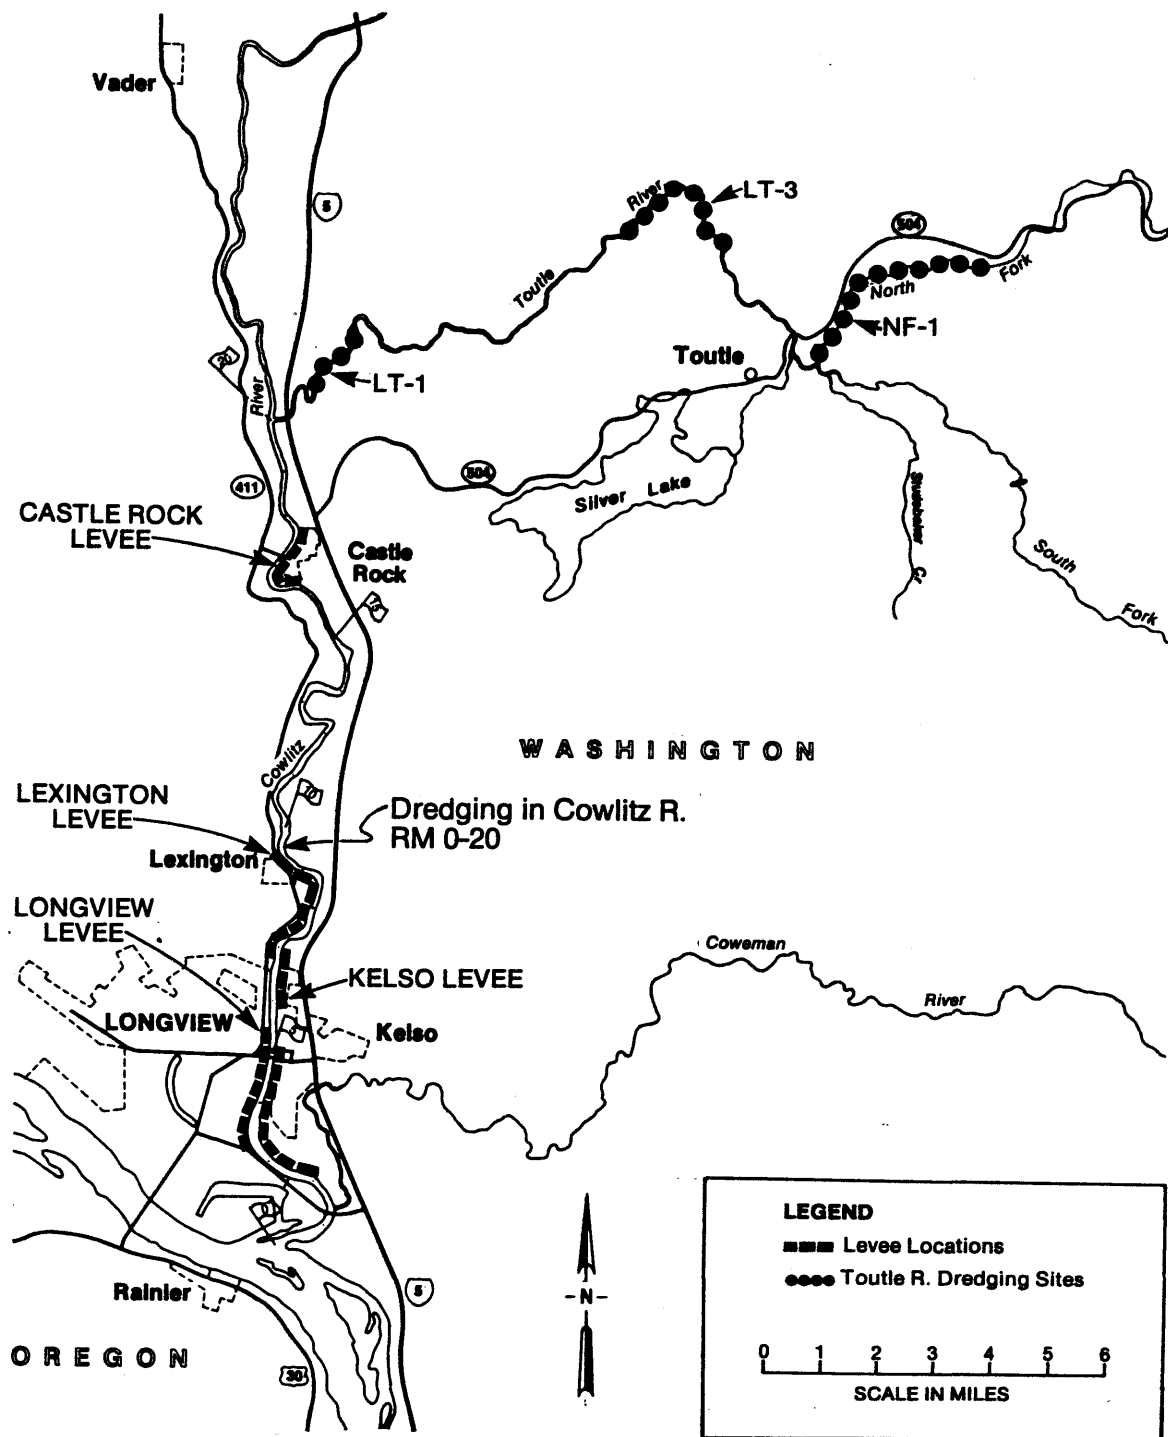 Vader
5
River
LT-3
504
Toutle
North
Fork
NF-1
20
River
LT-1
Toutle
411
504
Silver Lake
Studebaker Cr.
CASTLE ROCK
LEVEE
Castle
Rock
South
Fork
15
WASHINGTON
Cowlitz
LEXINGTON
LEVEE
10
Dredging in Cowlitz R.
RM 0-20
Lexington
LONGVIEW
LEVEE
Coweman
River
KELSO LEVEE
LONGVIEW
Kelso
0
LEGEND
Levee Locations
Toutle R. Dredging Sites
Rainier
5
-N-
OREGON
30
0 1 2 3 4 5 6
SCALE IN MILES